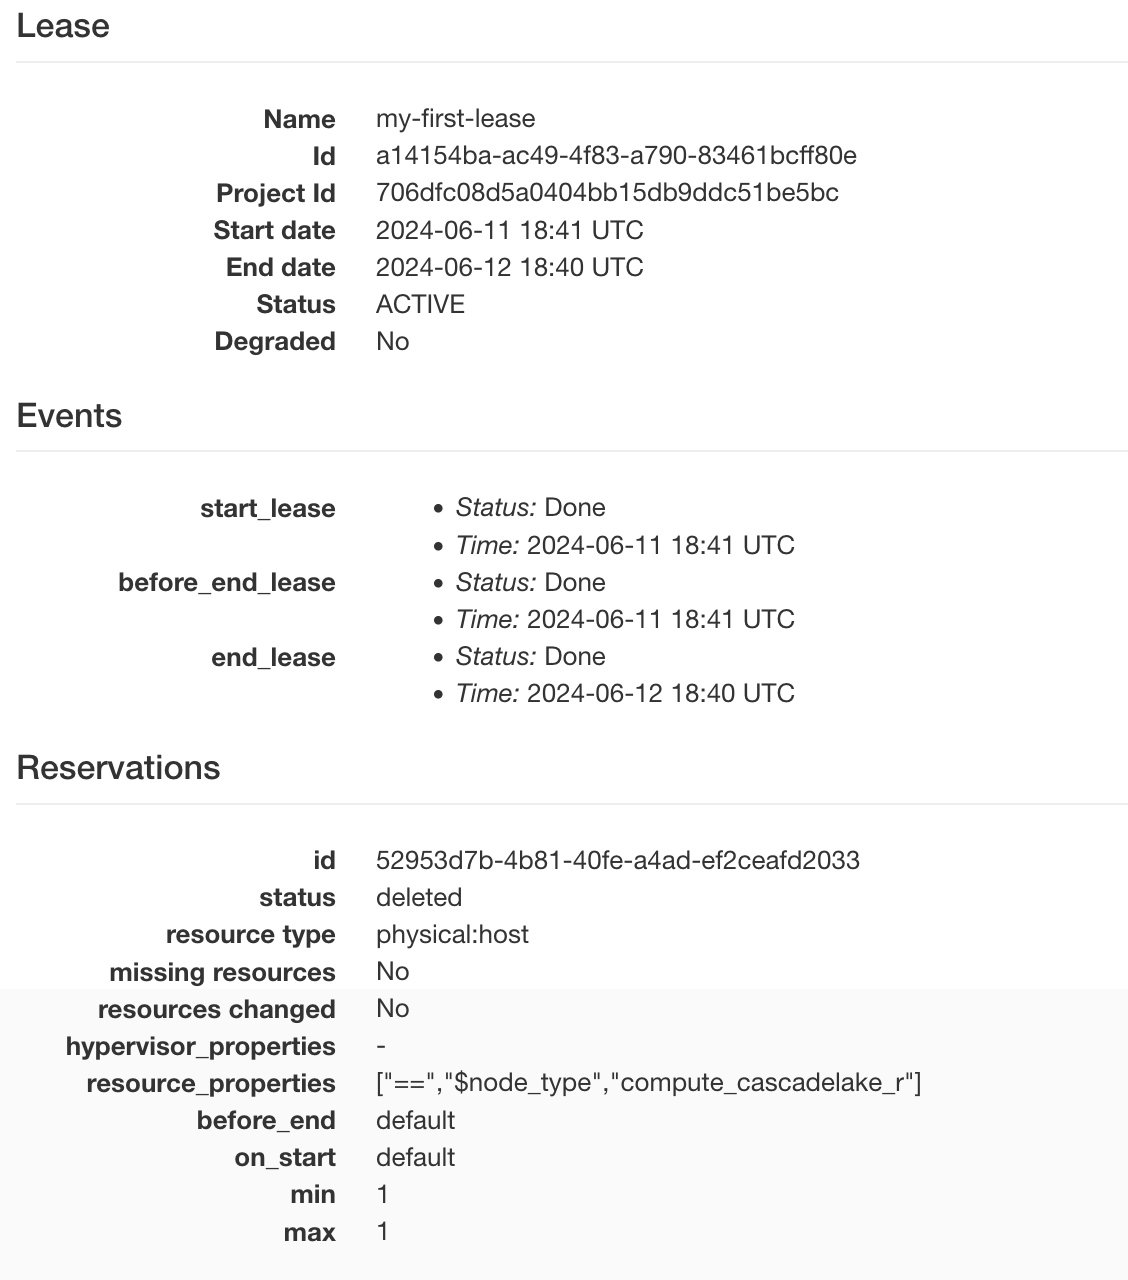 Lease
Name my-first-lease
Id a14154ba-ac49-4f83-a790-83461bcff80e
Project Id 706dfc08d5a0404bb15db9ddc51be5bc
Start date 2024-06-11 18:41 UTC
End date 2024-06-12 18:40 UTC
Status ACTIVE
Degraded No
Events
start_lease • Status: Done
• Time: 2024-06-11 18:41 UTC
before_end_lease • Status: Done
• Time: 2024-06-11 18:41 UTC
end_lease • Status: Done
• Time: 2024-06-12 18:40 UTC
Reservations
id 52953d7b-4b81-40fe-a4ad-ef2ceafd2033
status deleted
resource type physical:host
missing resources No
resources changed No
hypervisor_properties -
resource_properties ["==","$node_type","compute_cascadelake_r"]
before_end default
on_start default
min 1
max 1